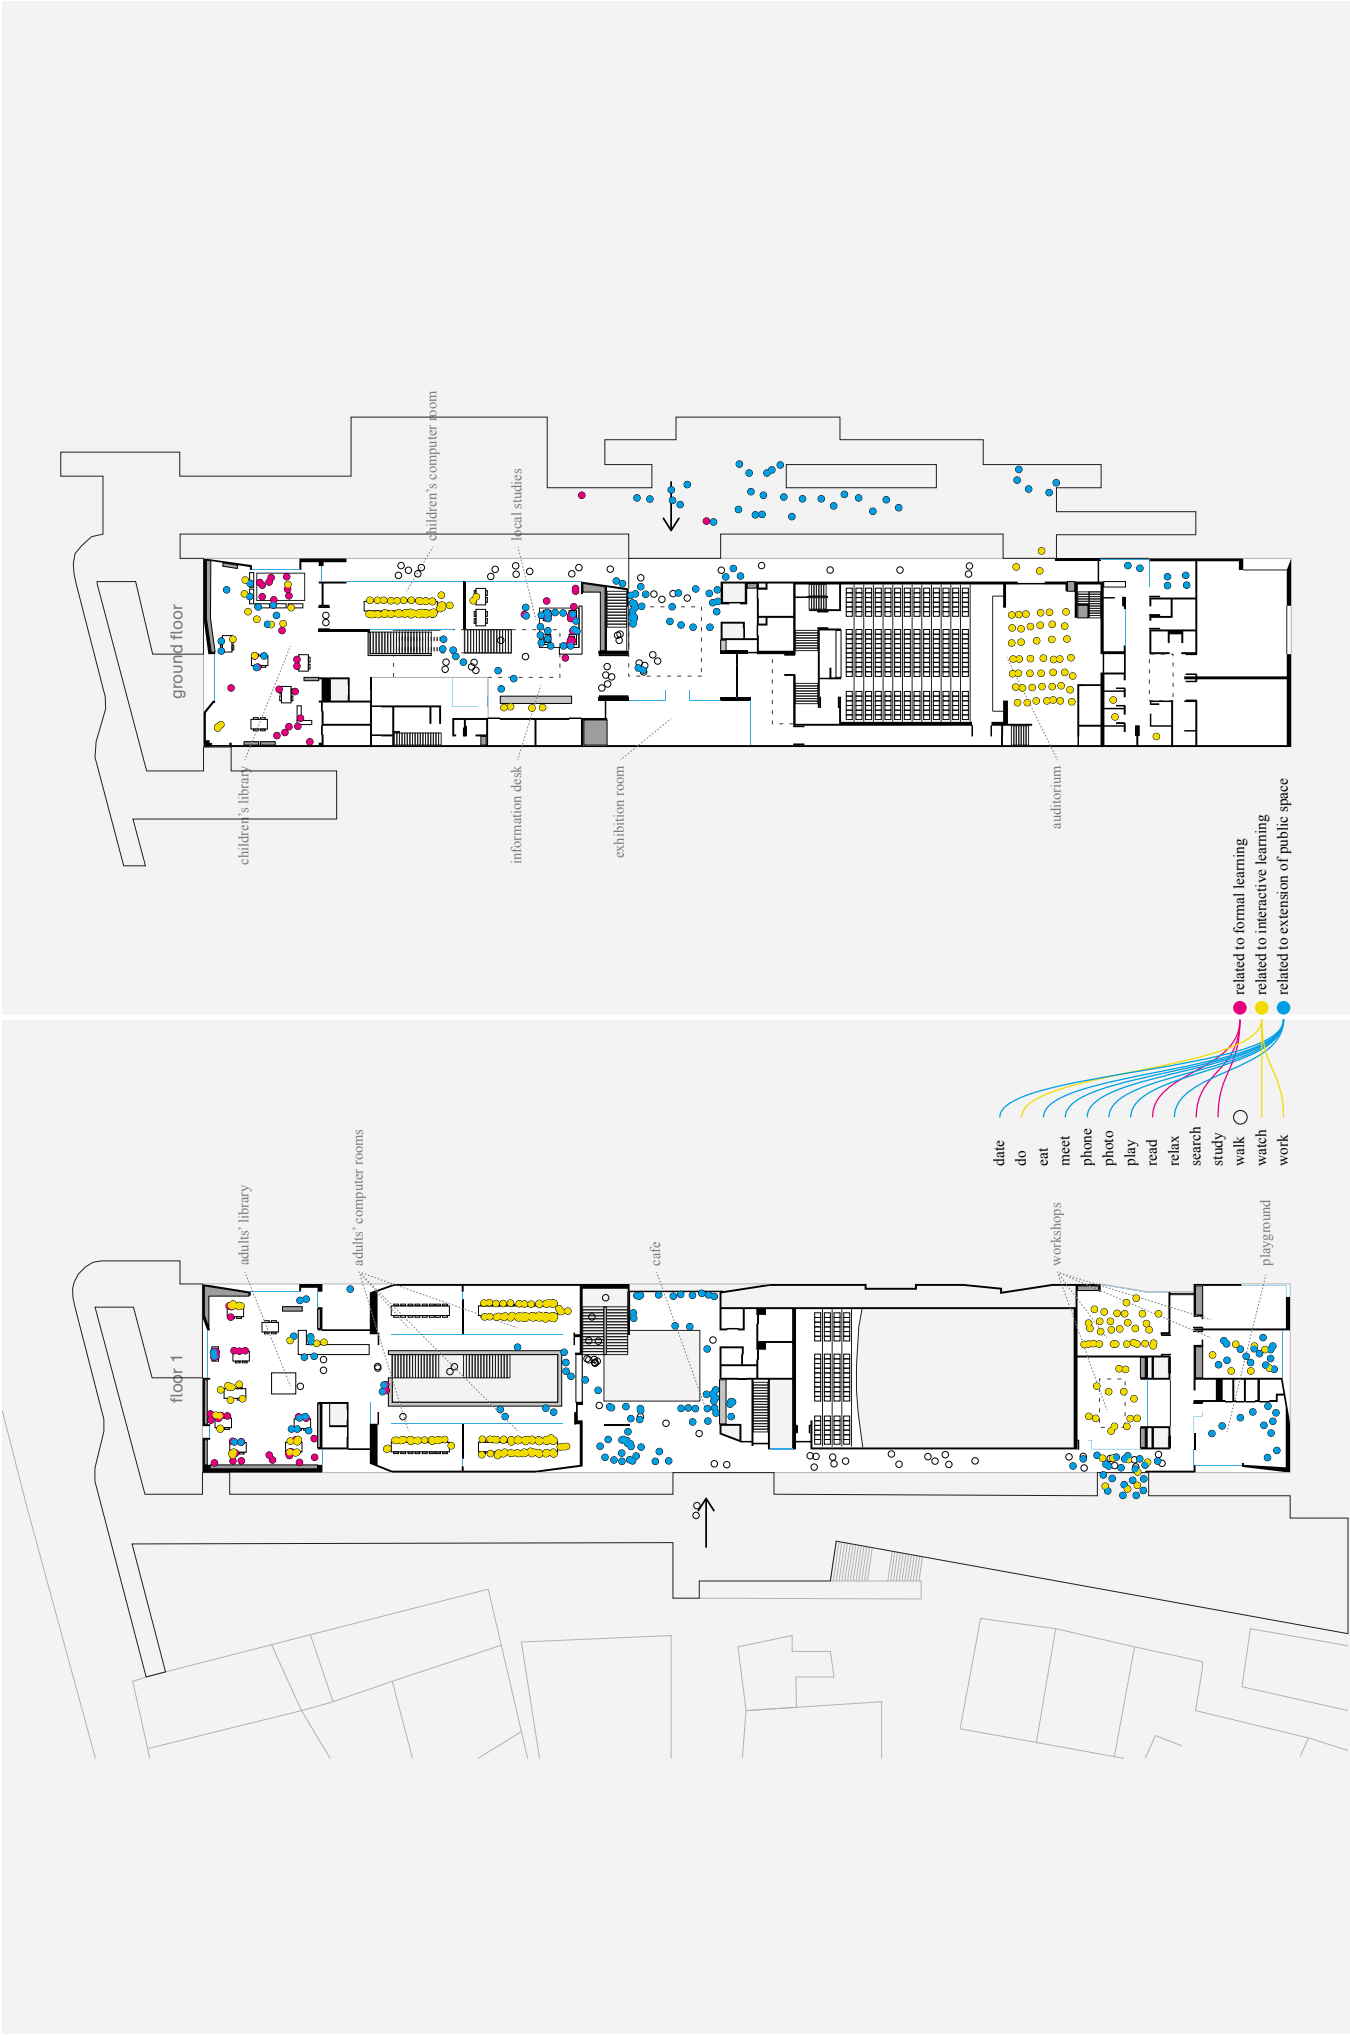 ground floor
children's library
children's computer room
local studies
information desk
exhibition room
auditorium
related to formal learning
related to interactive learning
related to extension of public space
date
do
eat
meet
phone
photo
play
read
relax
search
study
walk
watch
work
floor 1
adults' library
adults' computer rooms
cafe
workshops
playground